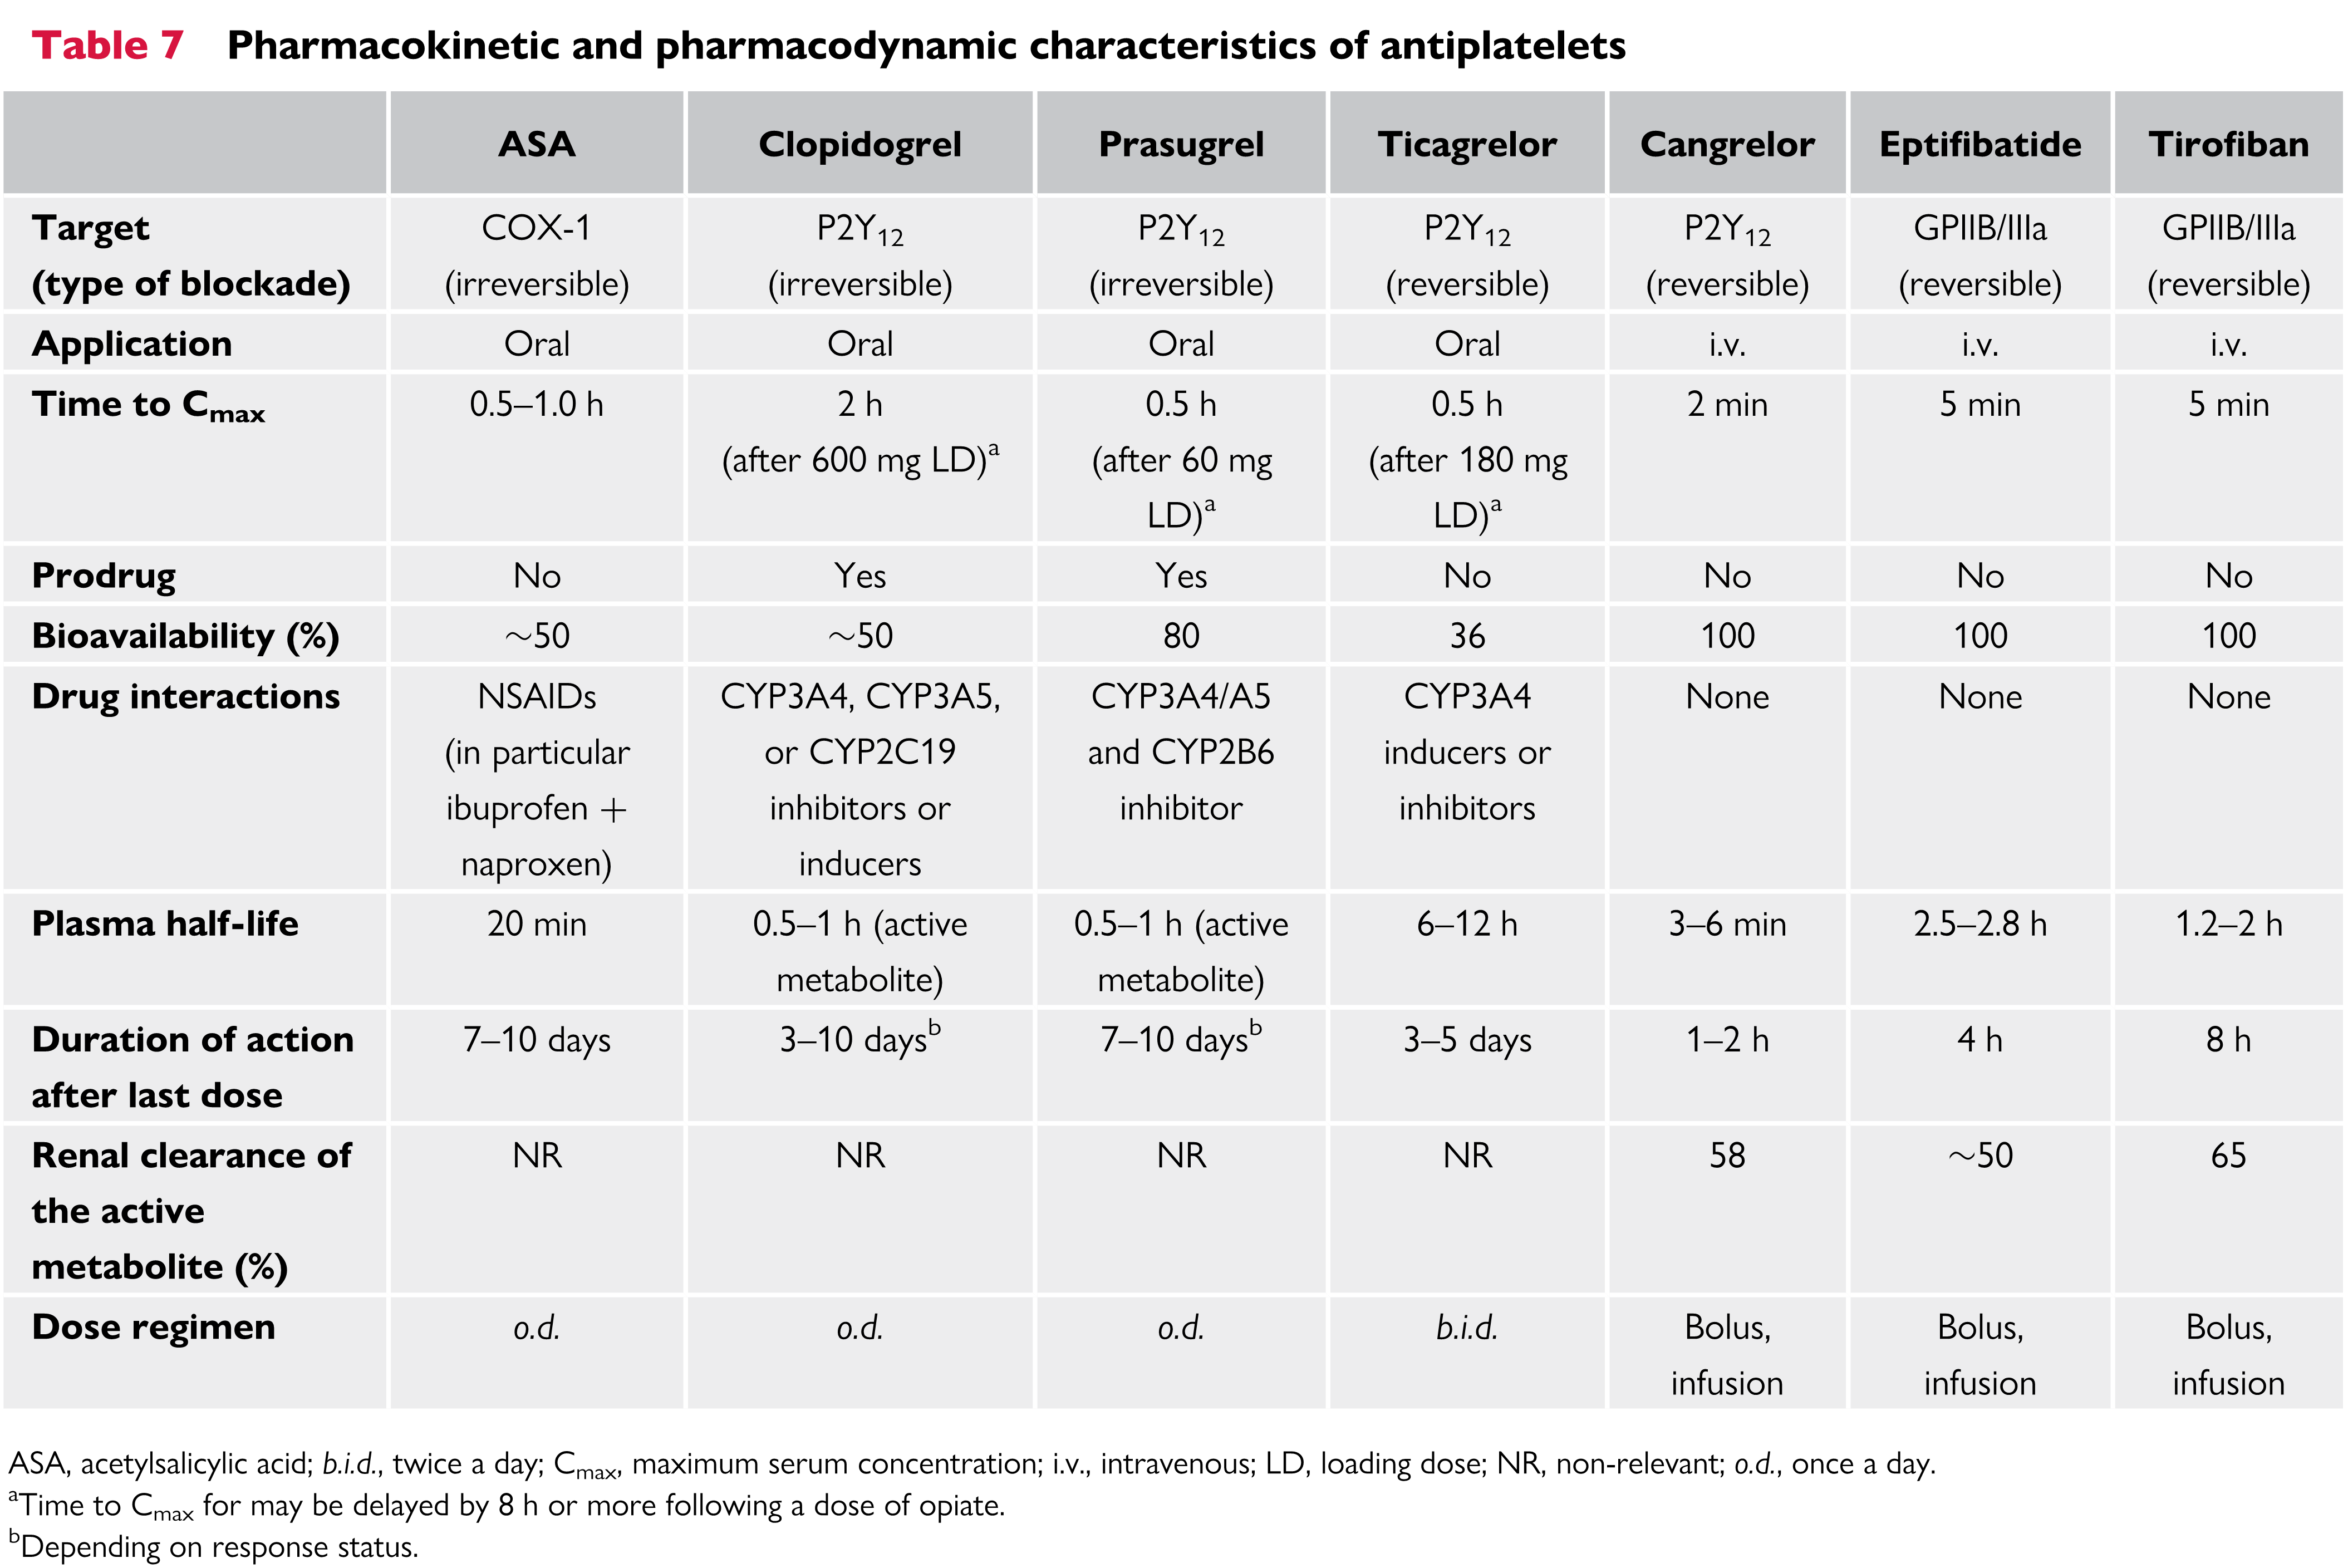 Table 7 Pharmacokinetic and pharmacodynamic characteristics of antiplatelets
ASA Clopidogrel Prasugrel Ticagrelor Cangrelor Eptifibatide Tirofiban
Target COX-1 P2Y12 P2Y12 P2Y12 P2Y12 GPIIB/IIIa GPIIB/IIIa
(type of blockade) (irreversible) (irreversible) (irreversible) (reversible) (reversible) (reversible) (reversible)
Application Oral Oral Oral Oral i.v. i.v. i.v.
Time to Cmax 0.5–1.0 h 2 h 0.5 h 0.5 h 2 min 5 min 5 min
(after 600 mg LD)a (after 60 mg (after 180 mg
LD)a LD)a
Prodrug No Yes Yes No No No No
Bioavailability (%) ~50 ~50 80 36 100 100 100
Drug interactions NSAIDs CYP3A4, CYP3A5, CYP3A4/A5 CYP3A4 None None None
(in particular or CYP2C19 and CYP2B6 inducers or
ibuprofen + inhibitors or inhibitor inhibitors
naproxen) inducers
Plasma half-life 20 min 0.5–1 h (active 0.5–1 h (active 6–12 h 3–6 min 2.5–2.8 h 1.2–2 h
metabolite) metabolite)
Duration of action 7–10 days 3–10 daysb 7–10 daysb 3–5 days 1–2 h 4 h 8 h
after last dose
Renal clearance of NR NR NR NR 58 ~50 65
the active
metabolite (%)
Dose regimen o.d. o.d. o.d. b.i.d. Bolus, Bolus, Bolus,
infusion infusion infusion
ASA, acetylsalicylic acid; b.i.d., twice a day; Cmax, maximum serum concentration; i.v., intravenous; LD, loading dose; NR, non-relevant; o.d., once a day.
aTime to Cmax for may be delayed by 8 h or more following a dose of opiate.
bDepending on response status.